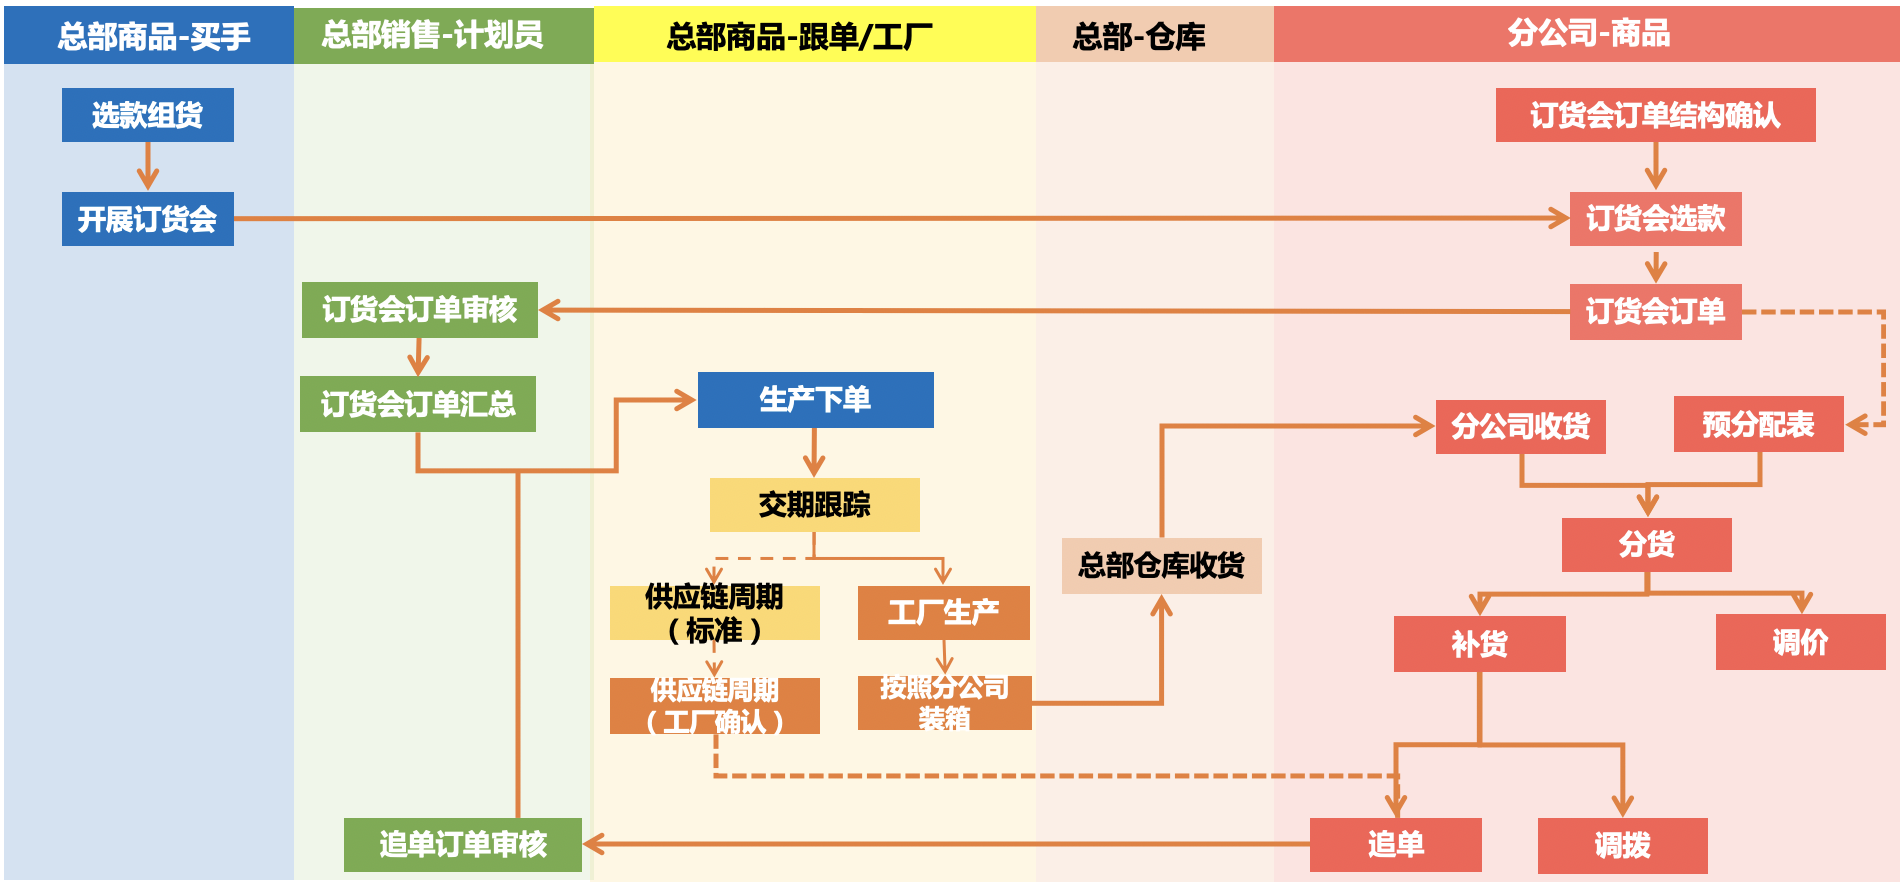 总部商品-买手
总部销售-计划员
总部商品-跟单/工厂
总部-仓库
分公司-商品
选款组货
订货会订单结构确认
开展订货会
订货会选款
订货会订单审核
订货会订单
订货会订单汇总
生产下单
分公司收货
预分配表
交期跟踪
分货
总部仓库收货
供应链周期
（标准）
工厂生产
补货
调价
供应链周期
（工厂确认）
按照分公司
装箱
追单订单审核
追单
调拨